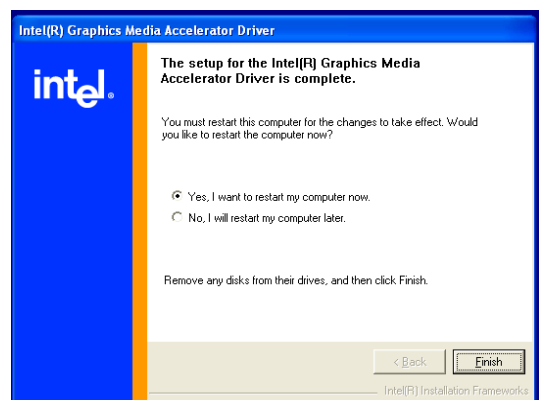 Intel(R) Graphics Media Accelerator Driver
intel.
The setup for the Intel(R) Graphics Media
Accelerator Driver is complete.
You must restart this computer for the changes to take effect. Would
you like to restart the computer now?
Yes, I want to restart my computer now.
No, I will restart my computer later.
Remove any disks from their drives, and then click Finish.
< Back
Finish
Intel(R) Installation Frameworks